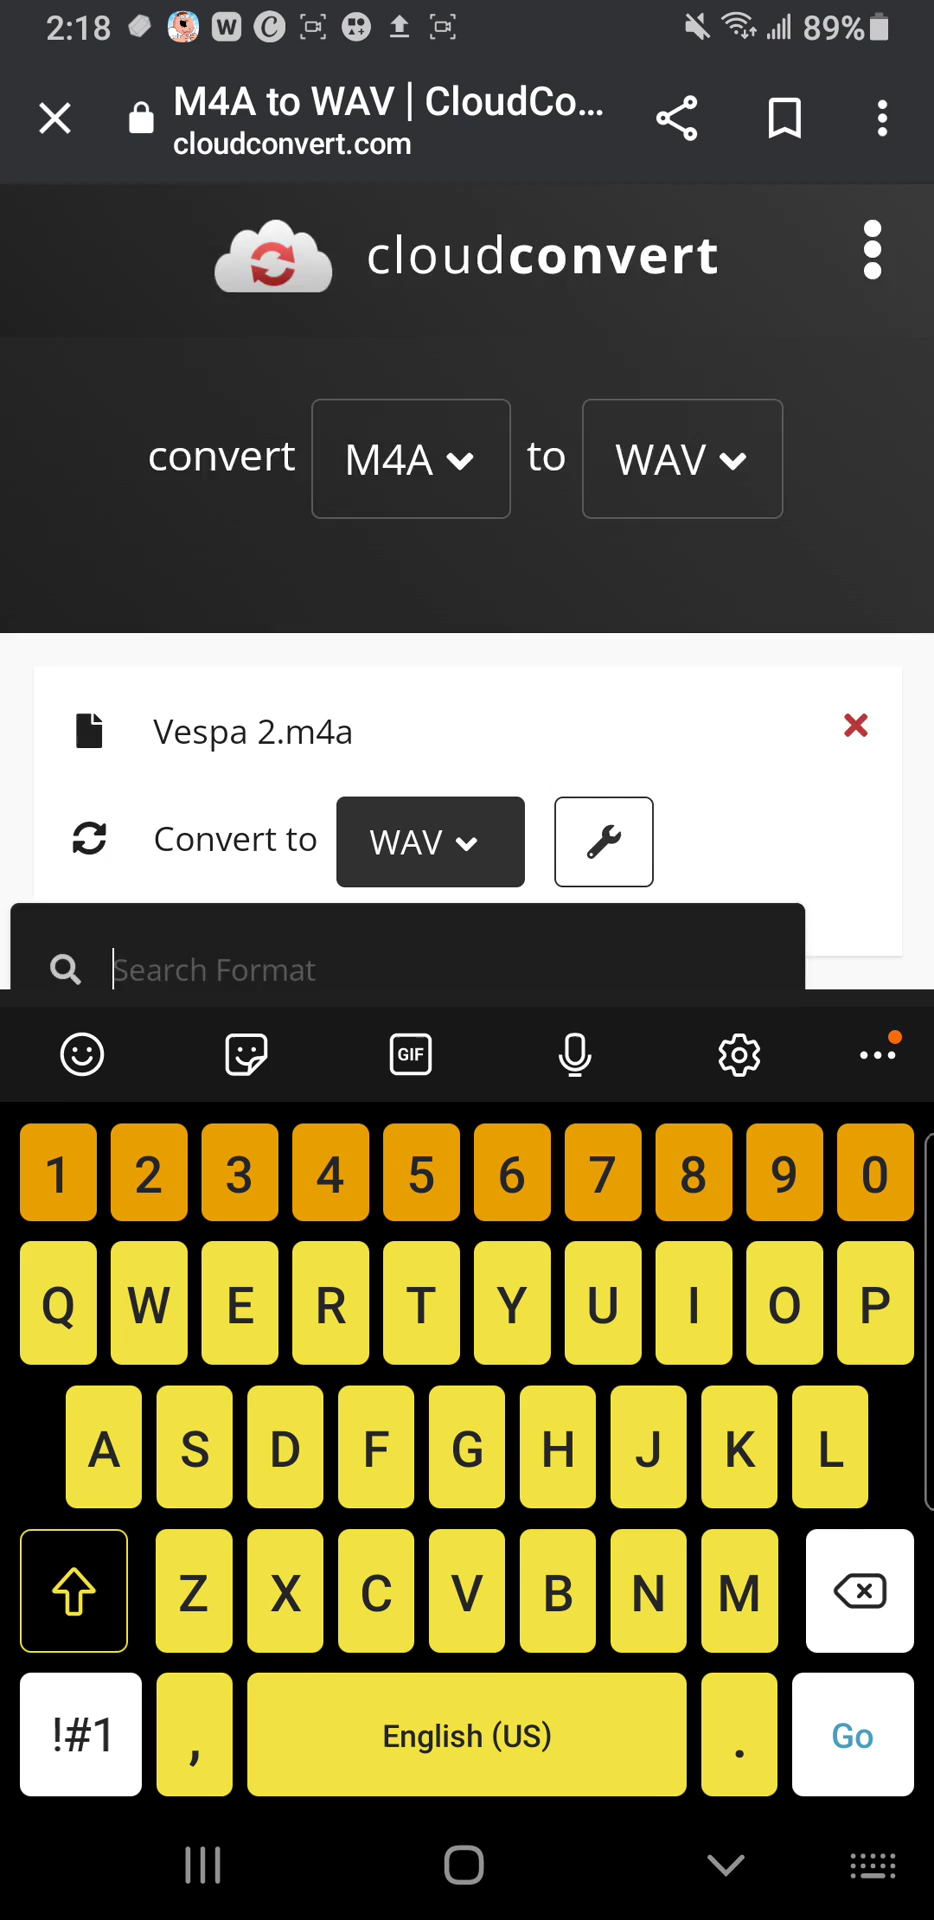 2:18 W C 89%
M4A to WAV | CloudCo...
cloudconvert.com
cloudconvert
convert M4A to WAV
Vespa 2.m4a
Convert to WAV
Search Format
GIF
1 2 3 4 5 6 7 8 9 0
Q W E R T Y U I O P
A S D F G H J K L
Z X C V B N M
!#1 , English (US) . Go